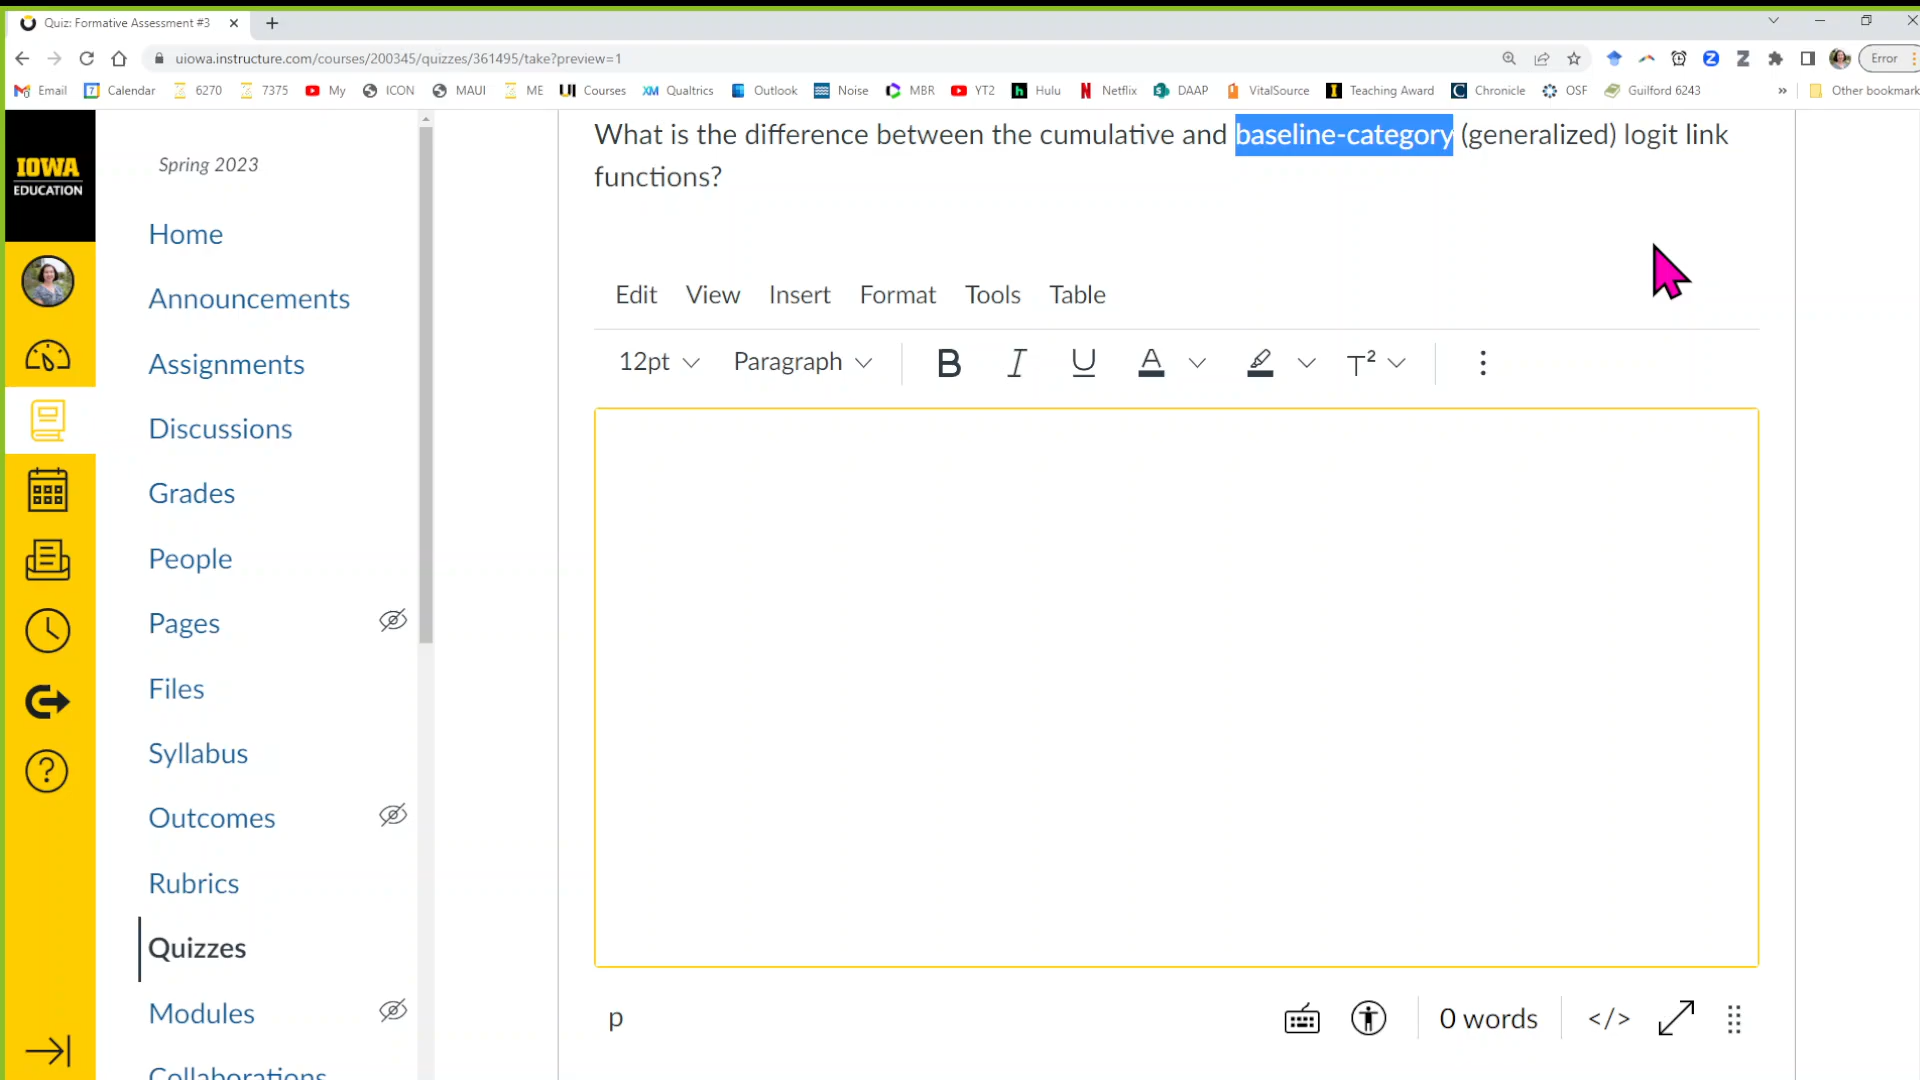 Quiz: Formative Assessment #3
uiowa.instructure.com/courses/200345/quizzes/361495/take?preview=1
Error
Email Calendar 6270 7375 My ICON MAUI ME Courses Qualtrics Outlook Noise MBR YT2 Hulu Netflix DAAP VitalSource Teaching Award Chronicle OSF Guilford 6243 » Other bookmark
IOWA
EDUCATION
Spring 2023
Home
Announcements
Assignments
Discussions
Grades
People
Pages
Files
Syllabus
Outcomes
Rubrics
Quizzes
Modules
Collaborations
What is the difference between the cumulative and baseline-category (generalized) logit link
functions?
Edit View Insert Format Tools Table
12pt Paragraph B I U A T²
p
0 words </>